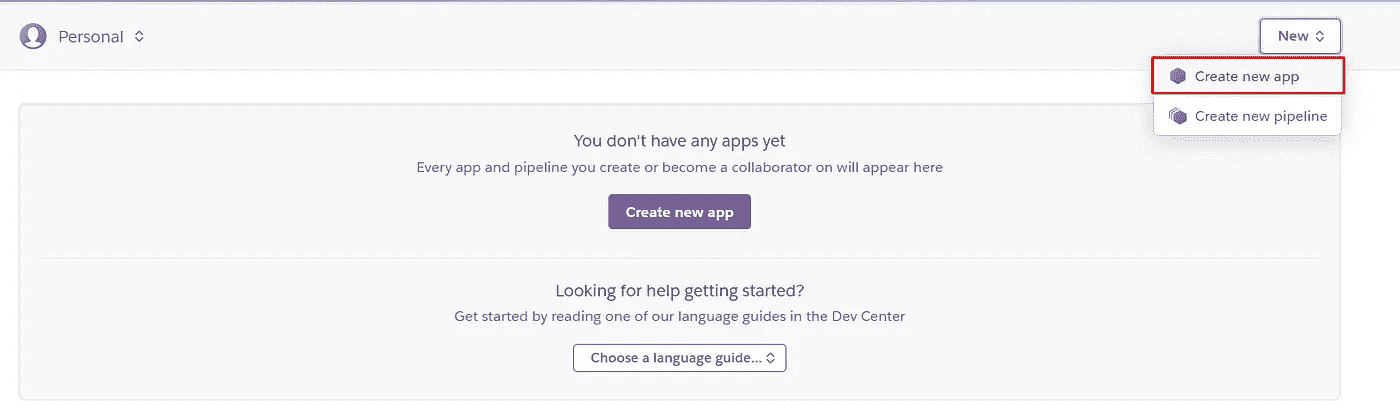 Personal
New
Create new app
Create new pipeline
You don't have any apps yet
Every app and pipeline you create or become a collaborator on will appear here
Create new app
Looking for help getting started?
Get started by reading one of our language guides in the Dev Center
Choose a language guide...